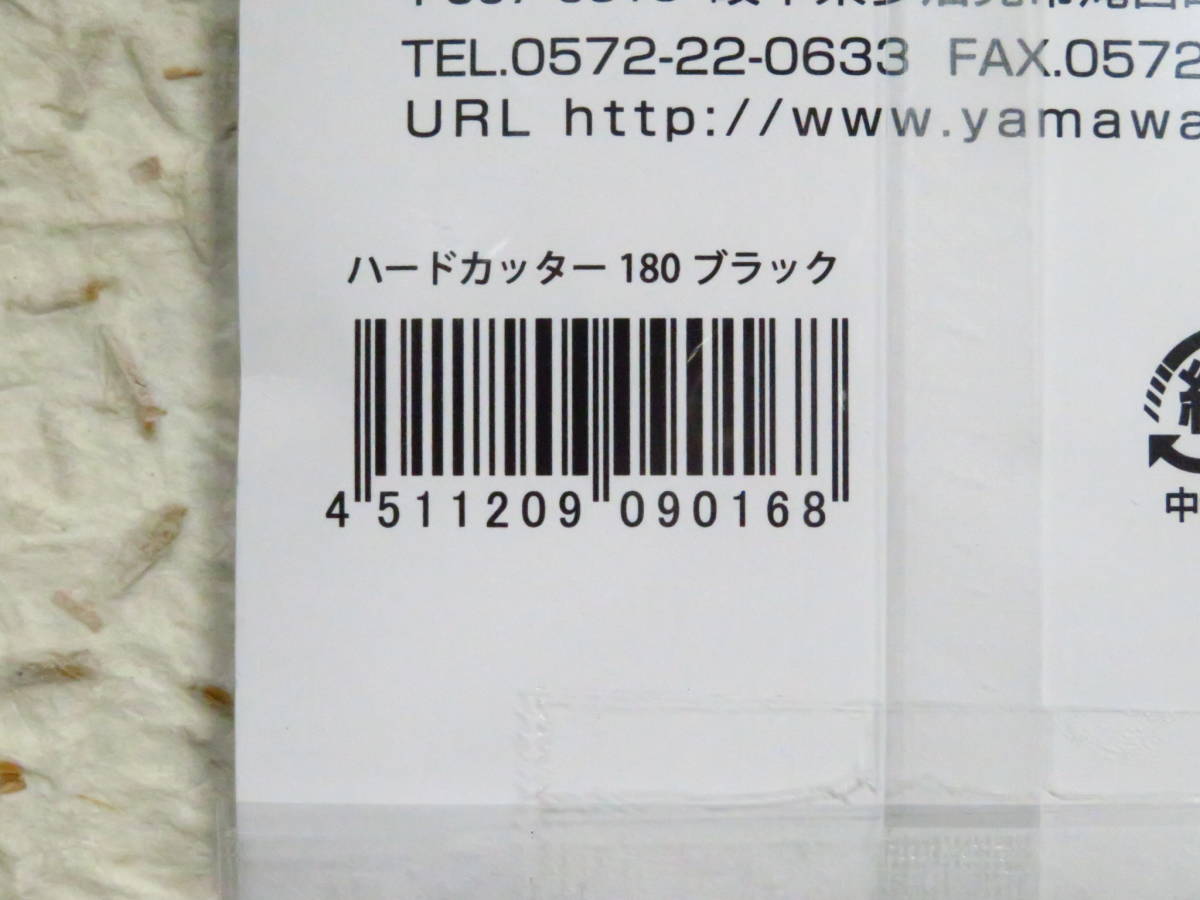 TEL.0572-22-0633 FAX.0572
URL http://www.yamawa
ハードカッター 180 ブラック
4 511209 090168
中